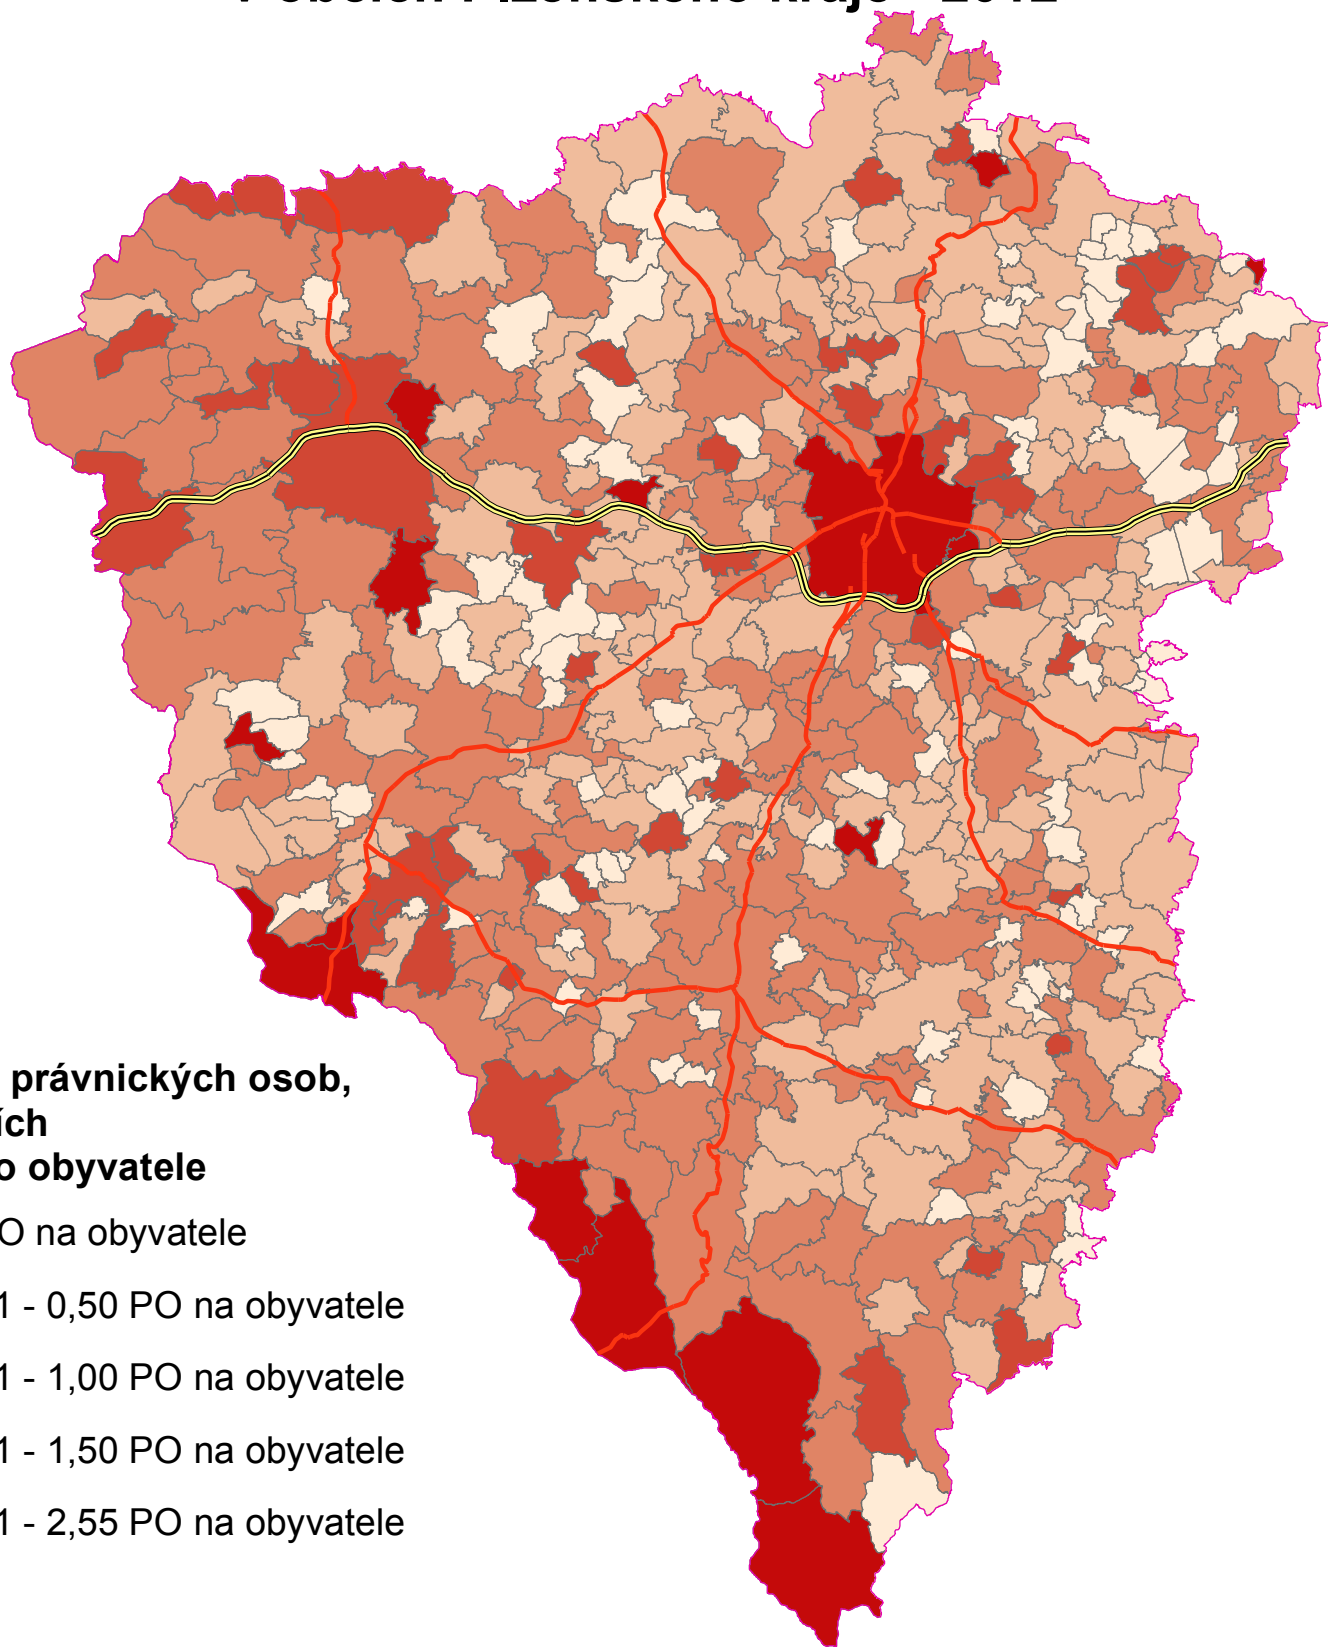 právnických osob,
obyvatele
na obyvatele
1 - 0,50 PO na obyvatele
1 - 1,00 PO na obyvatele
1 - 1,50 PO na obyvatele
1 - 2,55 PO na obyvatele